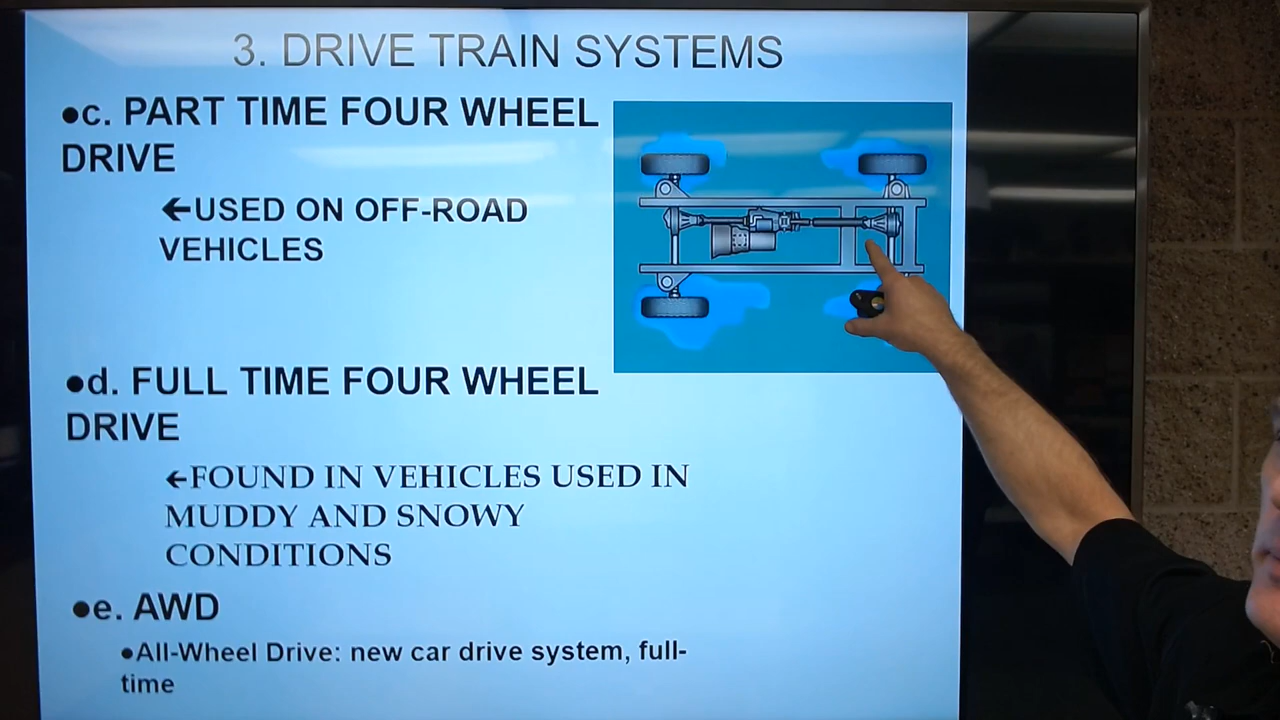 3. DRIVE TRAIN SYSTEMS
●c. PART TIME FOUR WHEEL
DRIVE
←USED ON OFF-ROAD
VEHICLES
●d. FULL TIME FOUR WHEEL
DRIVE
←FOUND IN VEHICLES USED IN
MUDDY AND SNOWY
CONDITIONS
●e. AWD
●All-Wheel Drive: new car drive system, full-
time